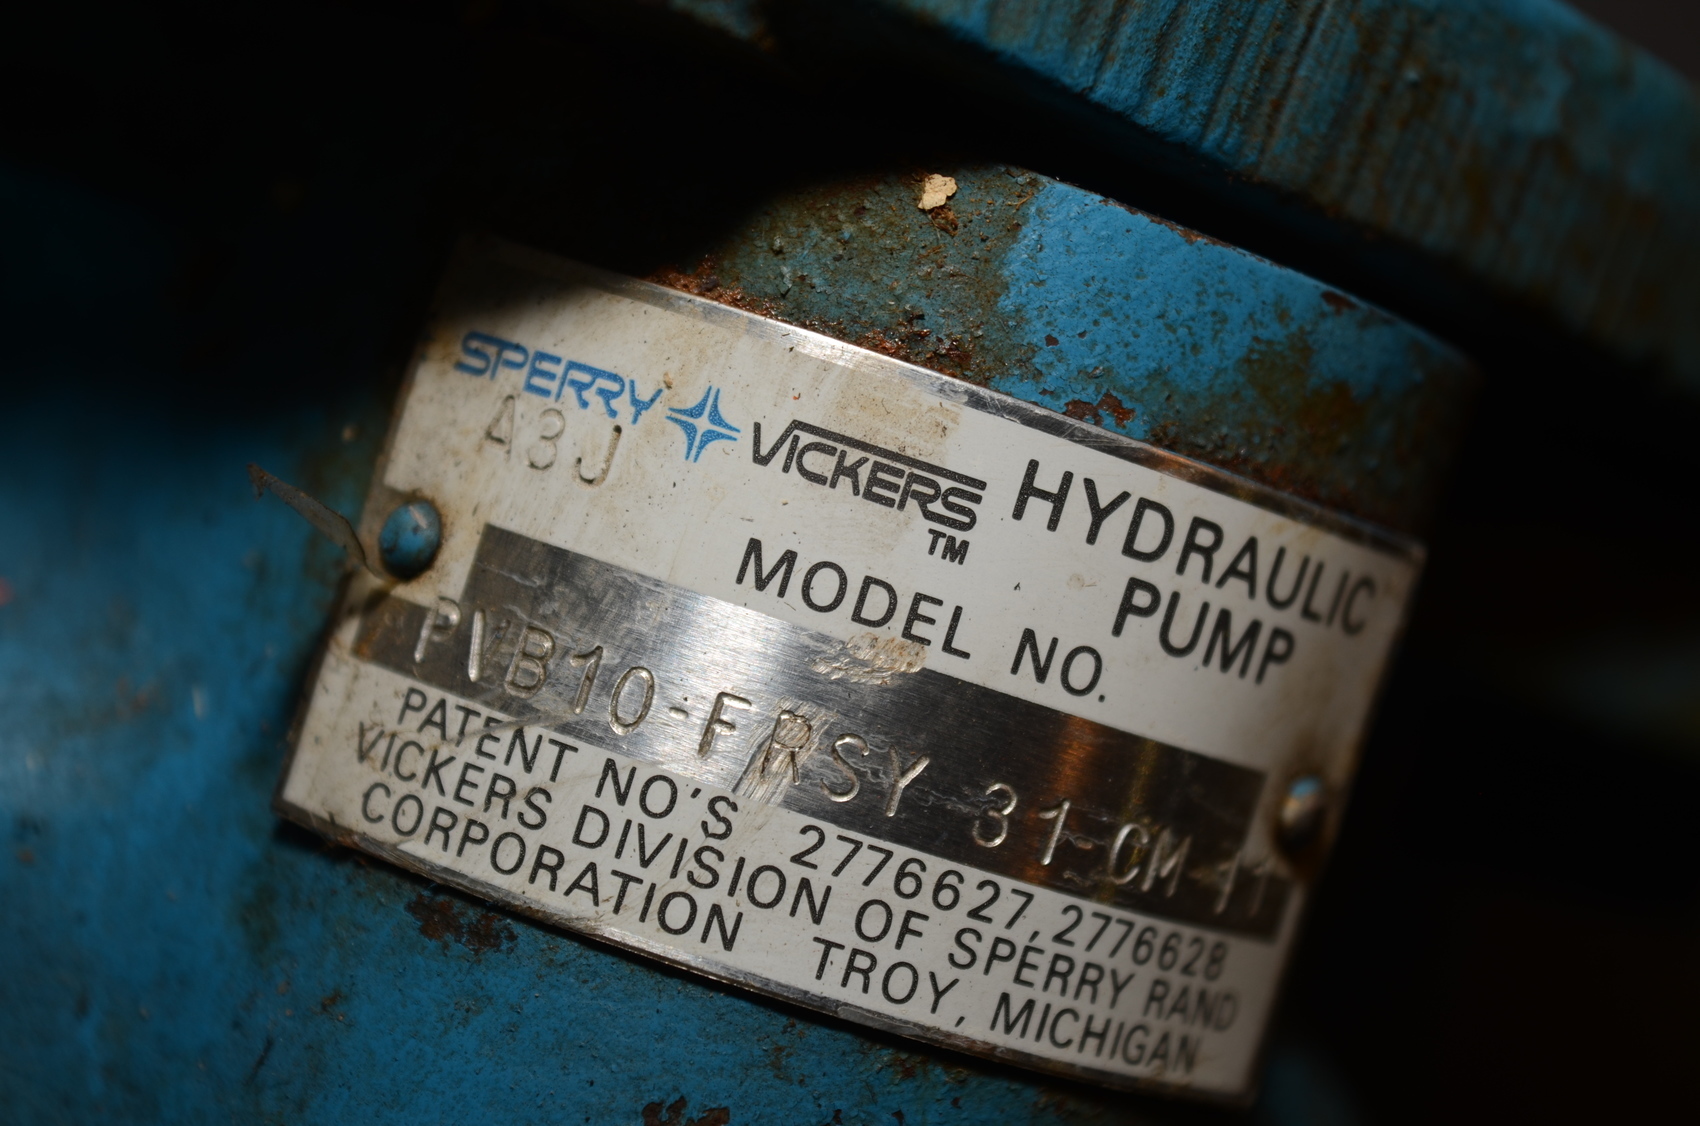 SPERRY VICKERS TM HYDRAULIC
43J
MODEL NO. PUMP
PVB10-FRSY 31-CM 11
PATENT NO'S 2776627, 2776628
VICKERS DIVISION OF SPERRY RAND
CORPORATION TROY, MICHIGAN